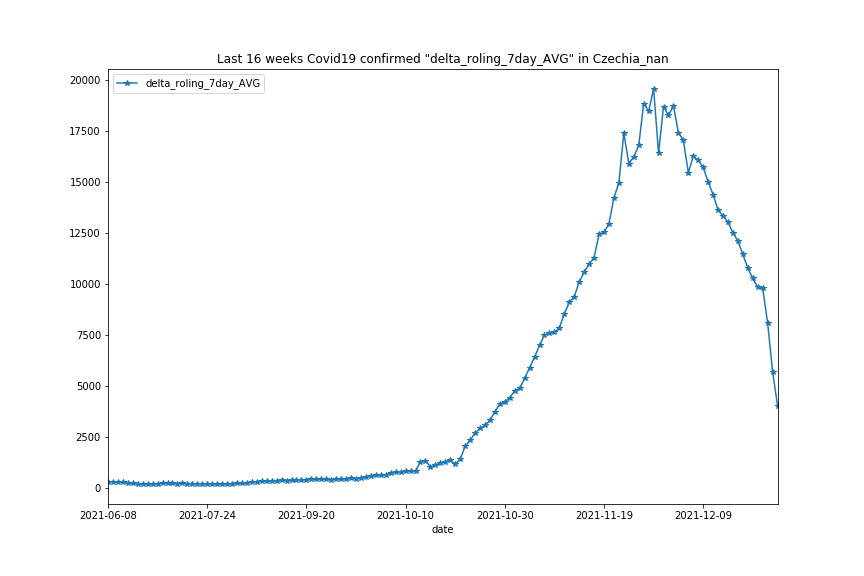 Last 16 weeks Covid19 confirmed "delta_roling_7day_AVG" in Czechia_nan
delta_roling_7day_AVG
20000
17500
15000
12500
10000
7500
5000
2500
0
2021-06-08 2021-07-24 2021-09-20 2021-10-10 2021-10-30 2021-11-19 2021-12-09
date